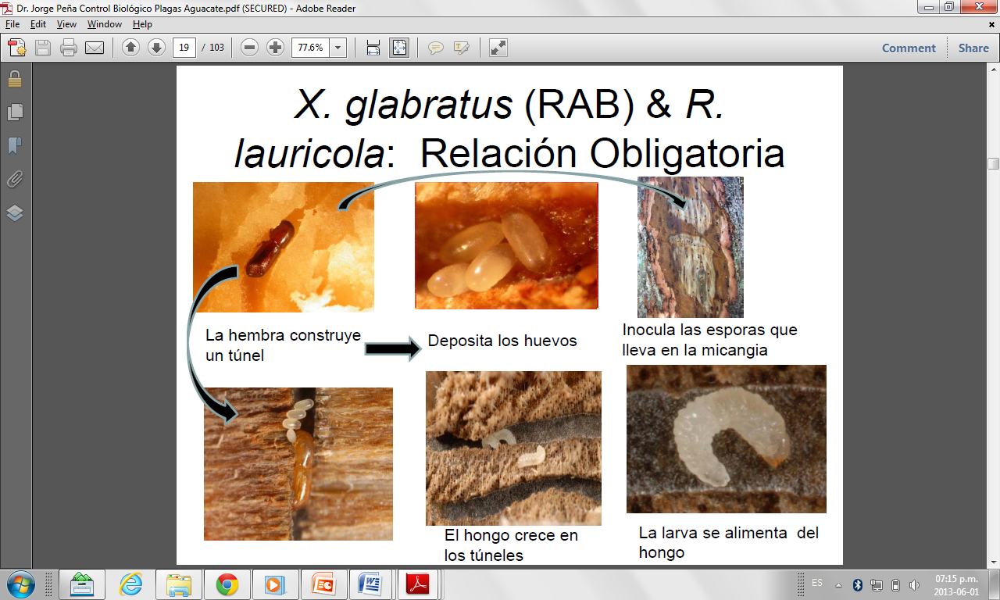 Dr. Jorge Peña Control Biológico Plagas Aguacate.pdf (SECURED) - Adobe Reader
File Edit View Window Help
19 / 103 77.6% Comment Share
X. glabratus (RAB) & R.
lauricola: Relación Obligatoria
La hembra construye
un túnel
Deposita los huevos
Inocula las esporas que
lleva en la micangia
El hongo crece en
los túneles
La larva se alimenta del
hongo
ES
07:15 p.m.
2013-06-01